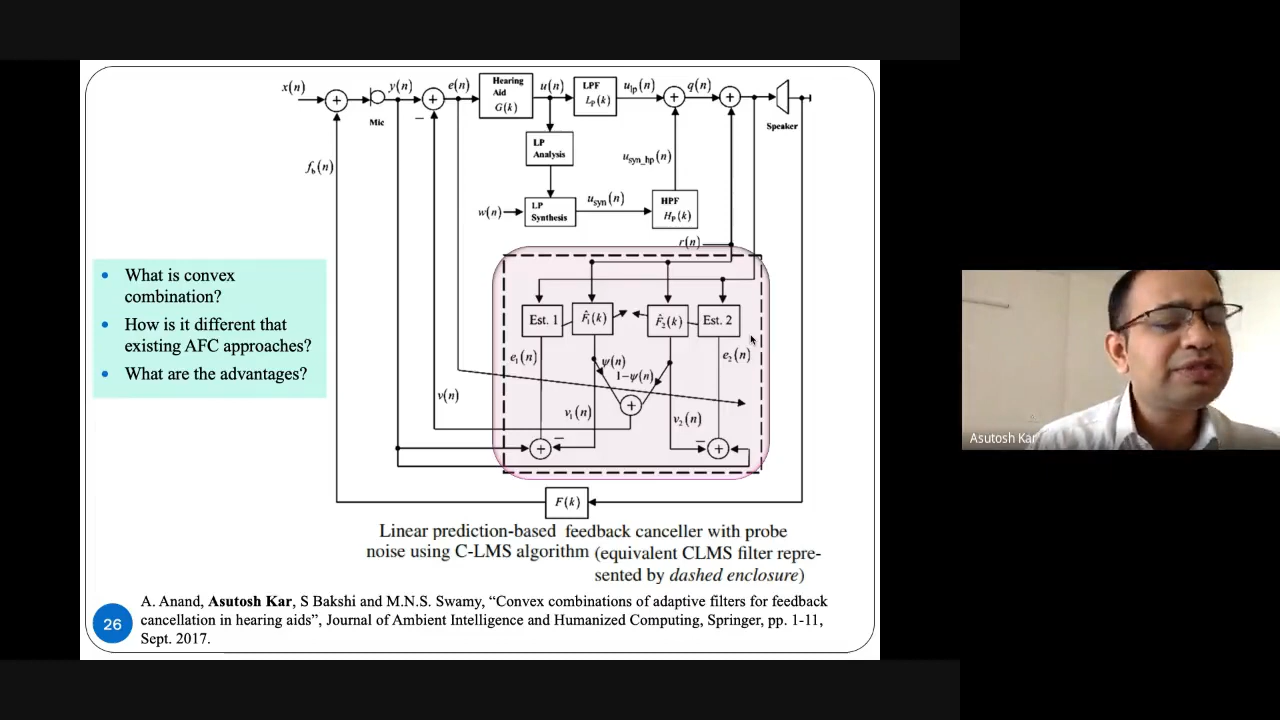 x(n)
y(n)
e(n)
Hearing
Aid
G(k)
u(n)
LPF
L_P(k)
u_lp(n)
q(n)
Mic
Speaker
LP
Analysis
u_syn_hp(n)
f_b(n)
w(n)
LP
Synthesis
u_syn(n)
HPF
H_P(k)
r(n)
• What is convex
combination?
• How is it different that
existing AFC approaches?
• What are the advantages?
Est. 1
F̂₁(k)
F̂₂(k)
Est. 2
e₁(n)
ψ(n)
1−ψ(n)
e₂(n)
v(n)
v₁(n)
v₂(n)
F(k)
Linear prediction-based feedback canceller with probe
noise using C-LMS algorithm (equivalent CLMS filter repre-
sented by dashed enclosure)
26
A. Anand, Asutosh Kar, S Bakshi and M.N.S. Swamy, “Convex combinations of adaptive filters for feedback
cancellation in hearing aids”, Journal of Ambient Intelligence and Humanized Computing, Springer, pp. 1-11,
Sept. 2017.
Asutosh Kar